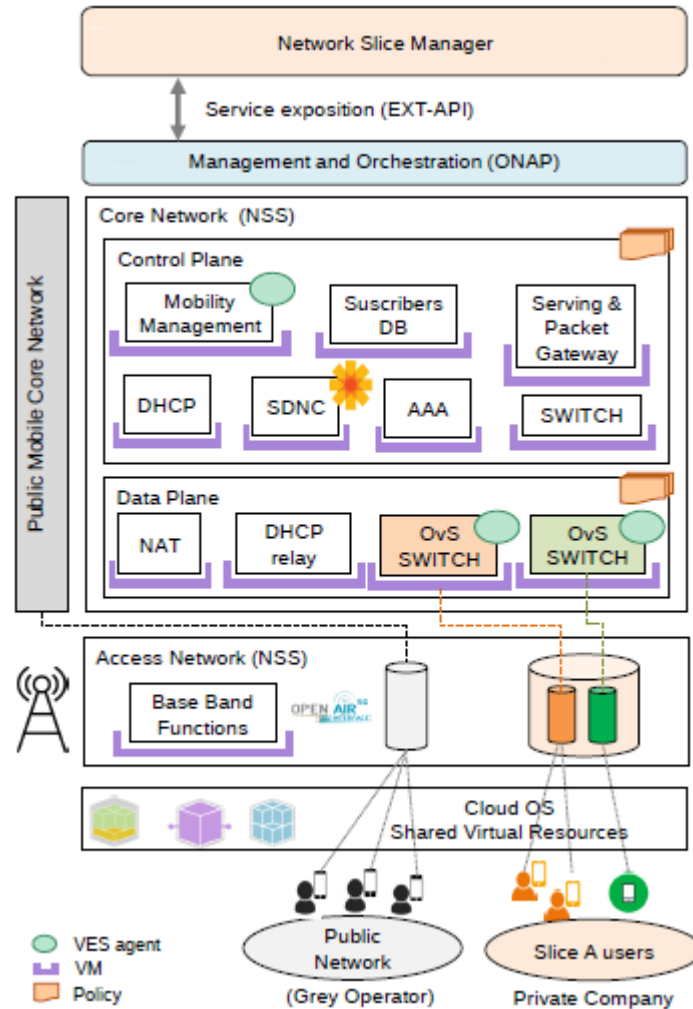 Network Slice Manager
Service exposition (EXT-API)
Management and Orchestration (ONAP)
Public Mobile Core Network
Core Network (NSS)
Control Plane
Mobility
Management
Suscribers
DB
Serving &
Packet
Gateway
DHCP
SDNC
AAA
SWITCH
Data Plane
NAT
DHCP
relay
OvS
SWITCH
OvS
SWITCH
Access Network (NSS)
Base Band
Functions
OPEN AIR 5G
INTERFACE
Cloud OS
Shared Virtual Resources
VES agent
VM
Policy
Public
Network
(Grey Operator)
Slice A users
Private Company